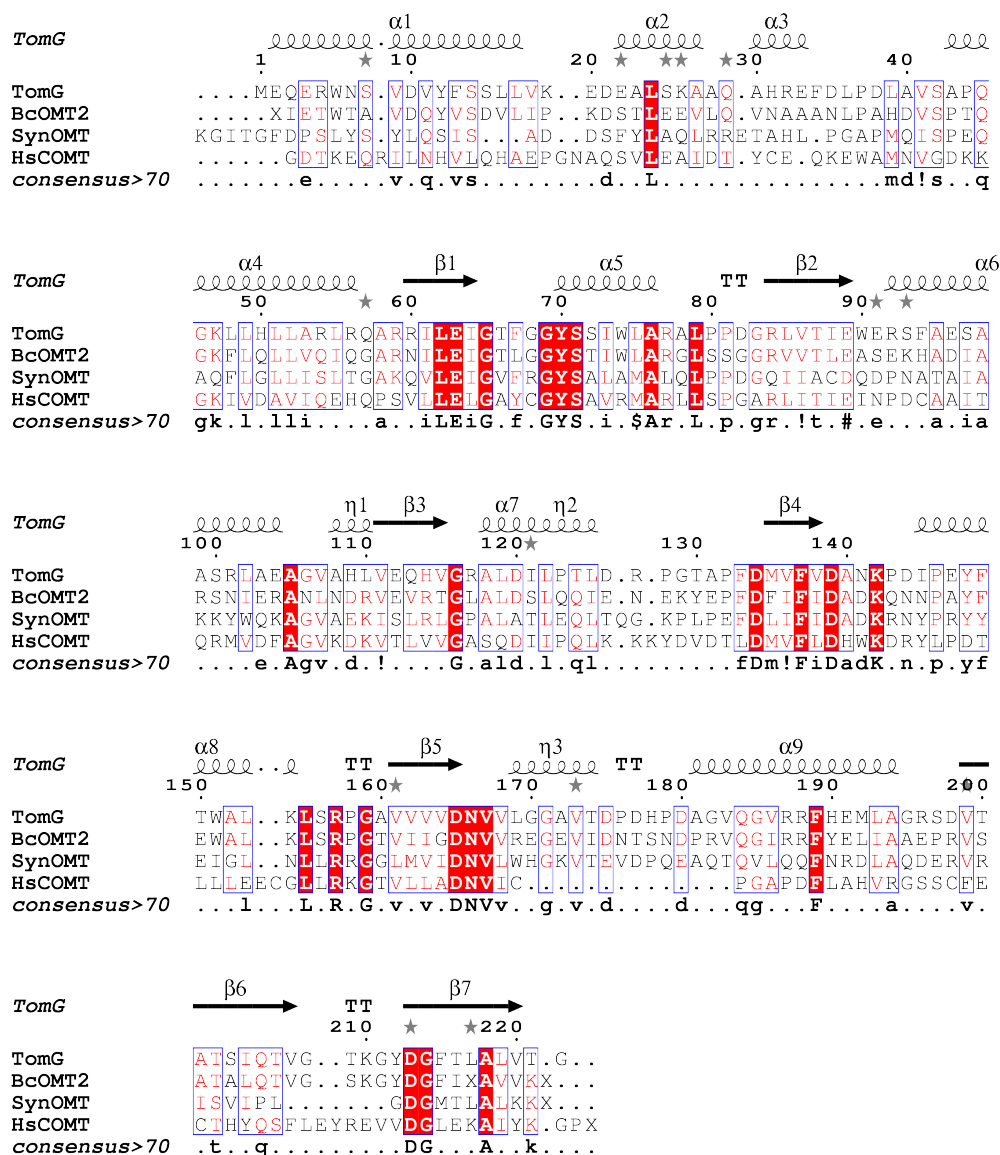 α1 α2 α3
TomG
1 10 20 30 40
TomG ....MEQERWNS.VDVYFSSLLVK..EDEALSKAAQ.AHREFDLPDLAVSAPQ
BcOMT2 .....XIETWTA.VDQYVSDVLIP..KDSTLEEVLQ.VNAAANLPAHDVSPTQ
SynOMT KGITGFDPSLYS.YLQSIS...AD..DSFYLAQLRRETAHL.PGAPMQISPEQ
HsCOMT ......GDTKEQRILNHVLQHAEPGNAQSVLEAIDT.YCE.QKEWAMNVGDKK
consensus>70 .......e.....v.q.vs........d..L...............md!s..q
α4 β1 α5 β2 α6
TomG TT
50 60 70 80 90
TomG GKLLHLLARLRQARRILEIGTFGGYSSIWLARALPPDGRLVTIEWERSFAESA
BcOMT2 GKFLQLLVQIQGARNILEIGTLGGYSTIWLARGLSSGGRVVTLEASEKHADIA
SynOMT AQFLGLLISLTGAKQVLEIGVFRGYSALAMALQLPPDGQIIACDQDPNATAIA
HsCOMT GKIVDAVIQEHQPSVLLELGAYCGYSAVRMARLLSPGARLITIEINPDCAAIT
consensus>70 gk.l.lli....a..iLEiG.f.GYS.i.$Ar.L.p.gr.!t.#.e...a.ia
η1 β3 α7 η2 β4
TomG
100 110 120 130 140
TomG ASRLAEAGVAHLVEQHVGRALDILPTLD.R.PGTAPFDMVFVDANKPDIPEYF
BcOMT2 RSNIERANLNDRVEVRTGLALDSLQQIE.N.EKYEPFDFIFIDADKQNNPAYF
SynOMT KKYWQKAGVAEKISLRLGPALATLEQLTQG.KPLPEFDLIFIDADKRNYPRYY
HsCOMT QRMVDFAGVKDKVTLVVGASQDIIPQLK.KKYDVDTLDMVFLDHWKDRYLPDT
consensus>70 ....e.Agv.d.!....G.ald.l.ql.........fDm!FiDadK.n.p.yf
α8 β5 η3 α9
TomG .. TT TT
150 160 170 180 190 200
TomG TWAL..KLSRPGAVVVVDNVVLGGAVTDPDHPDAGVQGVRRFHEMLAGRSDVT
BcOMT2 EWAL..KLSRPGTVIIGDNVVREGEVIDNTSNDPRVQGIRRFYELIAAEPRVS
SynOMT EIGL..NLLRRGGLMVIDNVLWHGKVTEVDPQEAQTQVLQQFNRDLAQDERVR
HsCOMT LLLEECGLLRKGTVLLADNVIC..............PGAPDFLAHVRGSSCFE
consensus>70 ...l...L.R.G.v.v.DNVv..g.v.d....d...qg...F....a....v.
β6 β7
TomG TT
210 220
TomG ATSIQTVG..TKGYDGFTLALVT.G..
BcOMT2 ATALQTVG..SKGYDGFIXAVVKX...
SynOMT ISVIPL.......GDGMTLALKKX...
HsCOMT CTHYQSFLEYREVVDGLEKAIYK.GPX
consensus>70 .t..q.........DG...A..k....